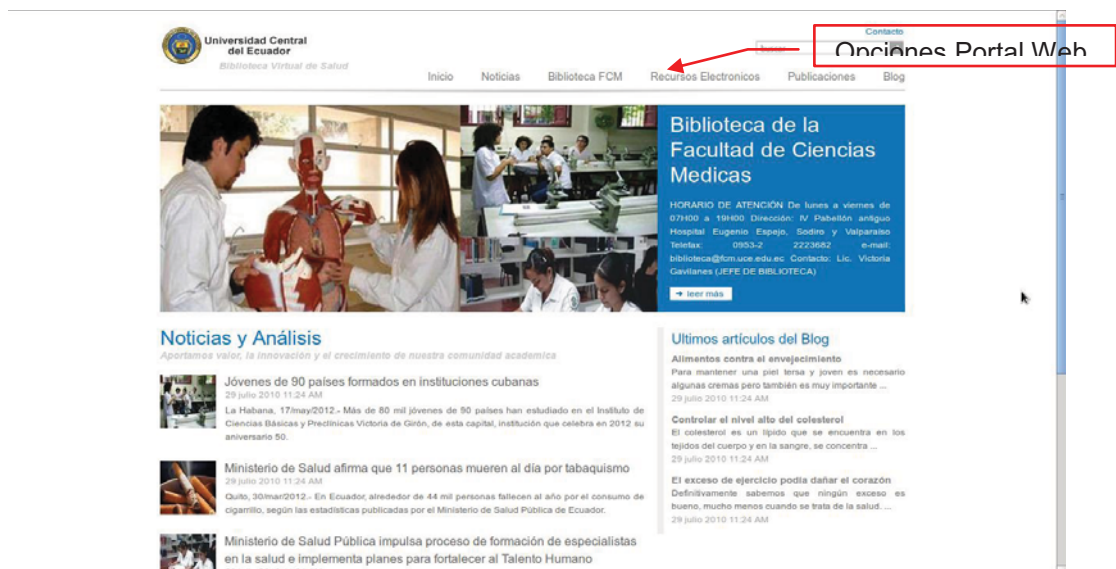 Universidad Central
del Ecuador
Biblioteca Virtual de Salud
Contacto
Opciones Portal Web
Inicio Noticias Biblioteca FCM Recursos Electronicos Publicaciones Blog
Biblioteca de la
Facultad de Ciencias
Medicas
HORARIO DE ATENCIÓN De lunes a viernes de
07H00 a 19H00 Dirección: IV Pabellón antiguo
Hospital Eugenio Espejo, Sodiro y Valparaíso
Telefax: 0953-2 2223682 e-mail:
biblioteca@fcm.uce.edu.ec Contacto: Lic. Victoria
Gavilanes (JEFE DE BIBLIOTECA)
➔ leer más
Noticias y Análisis
Aportamos valor, la innovación y el crecimiento de nuestra comunidad academica
Jóvenes de 90 países formados en instituciones cubanas
29 julio 2010 11:24 AM
La Habana, 17/may/2012.- Más de 80 mil jóvenes de 90 países han estudiado en el Instituto de
Ciencias Básicas y Preclínicas Victoria de Girón, de esta capital, institución que celebra en 2012 su
aniversario 50.
Ministerio de Salud afirma que 11 personas mueren al día por tabaquismo
29 julio 2010 11:24 AM
Quito, 30/mar/2012.- En Ecuador, alrededor de 44 mil personas fallecen al año por el consumo de
cigarrillo, según las estadísticas publicadas por el Ministerio de Salud Pública de Ecuador.
Ministerio de Salud Pública impulsa proceso de formación de especialistas
en la salud e implementa planes para fortalecer al Talento Humano
Ultimos artículos del Blog
Alimentos contra el envejecimiento
Para mantener una piel tersa y joven es necesario
algunas cremas pero también es muy importante ...
29 julio 2010 11:24 AM
Controlar el nivel alto del colesterol
El colesterol es un lípido que se encuentra en los
tejidos del cuerpo y en la sangre, se concentra ...
29 julio 2010 11:24 AM
El exceso de ejercicio podía dañar el corazón
Definitivamente sabemos que ningún exceso es
bueno, mucho menos cuando se trata de la salud. ...
29 julio 2010 11:24 AM